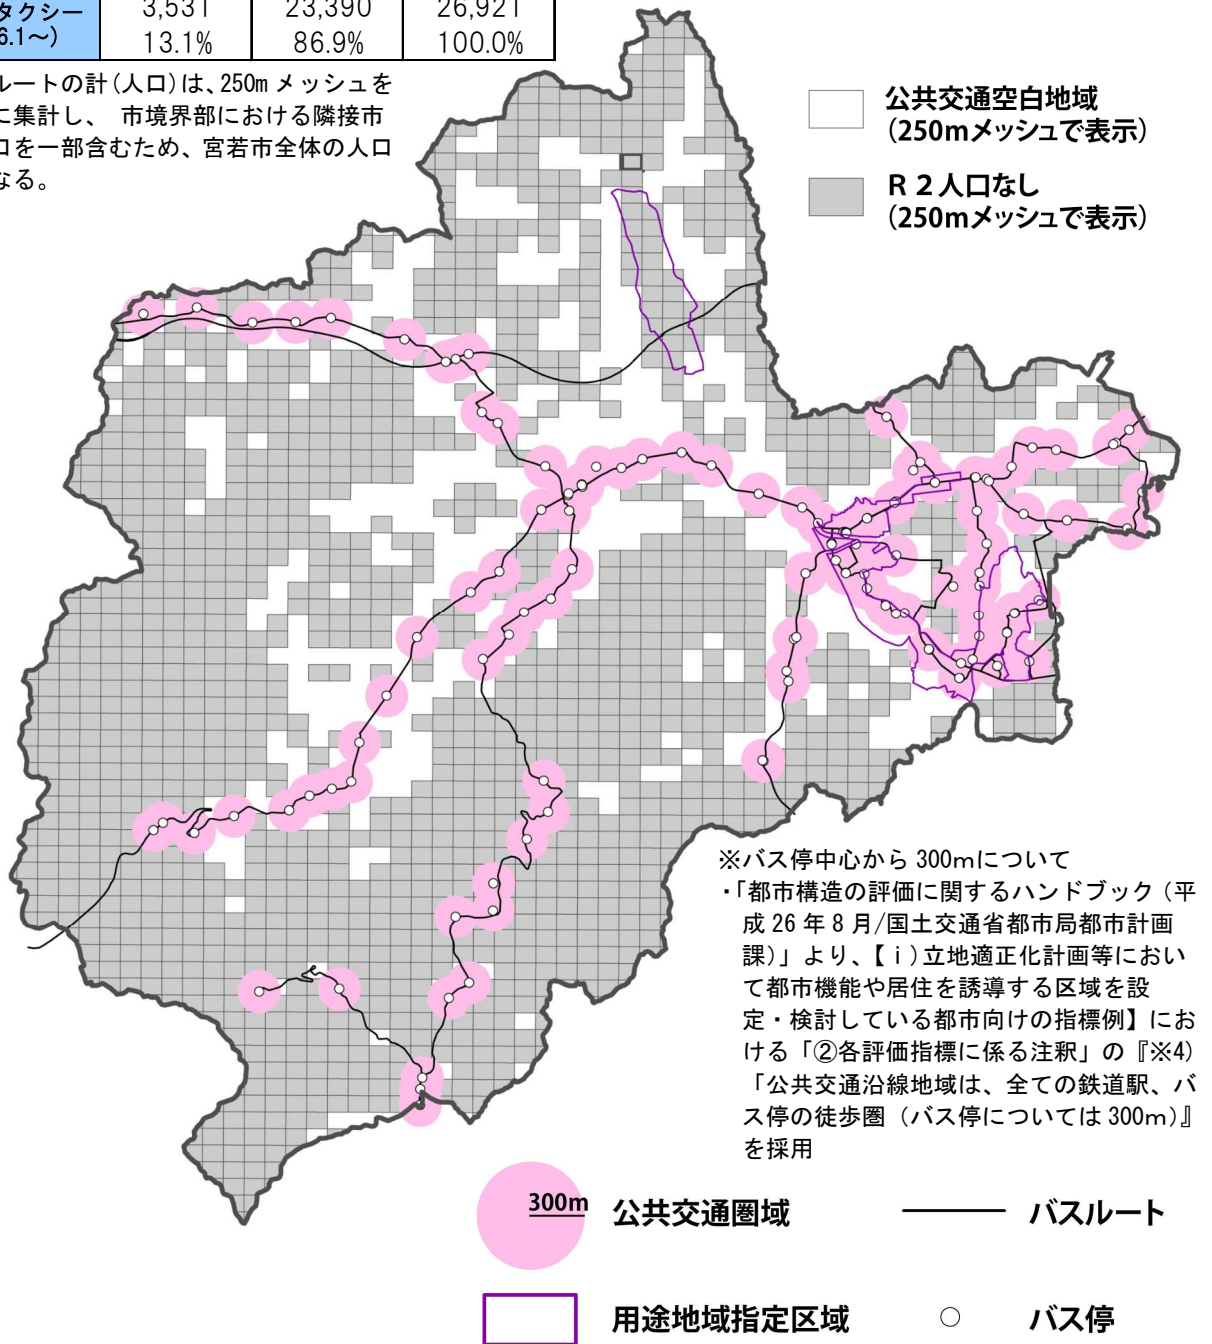 タクシー 3,531 23,390 26,921
6.1～) 13.1% 86.9% 100.0%
ルートの計(人口)は、250m メッシュを
に集計し、 市境界部における隣接市
口を一部含むため、宮若市全体の人口
なる。
公共交通空白地域
(250mメッシュで表示)
R２人口なし
(250mメッシュで表示)
※バス停中心から 300mについて
・「都市構造の評価に関するハンドブック（平
成 26 年 8 月/国土交通省都市局都市計画
課）」より、【ⅰ)立地適正化計画等におい
て都市機能や居住を誘導する区域を設
定・検討している都市向けの指標例】にお
ける「②各評価指標に係る注釈」の『※4)
「公共交通沿線地域は、全ての鉄道駅、バ
ス停の徒歩圏（バス停については 300m）』
を採用
300m 公共交通圏域 バスルート
用途地域指定区域 バス停